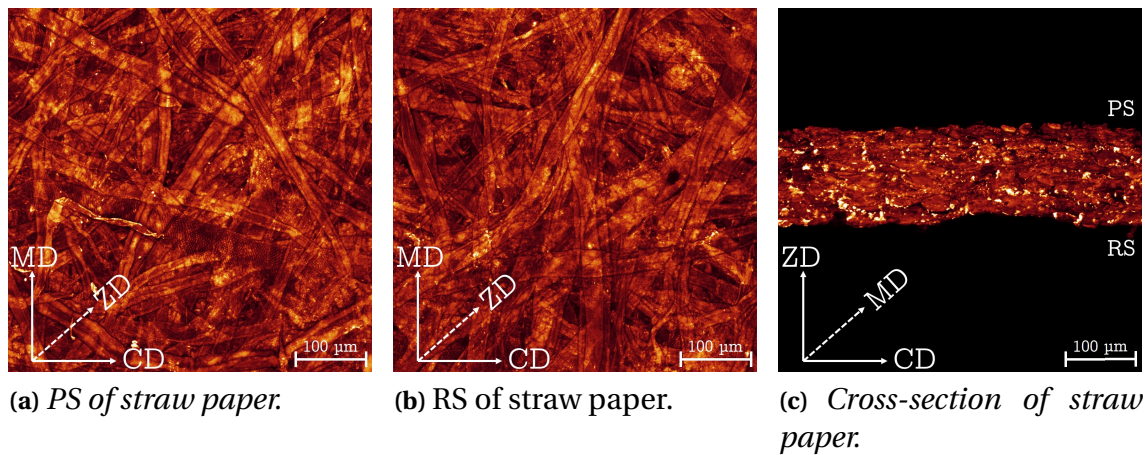 MD
ZD
CD
100 µm
MD
ZD
CD
100 µm
PS
RS
ZD
MD
CD
100 µm
(a) PS of straw paper.
(b) RS of straw paper.
(c) Cross-section of straw
paper.